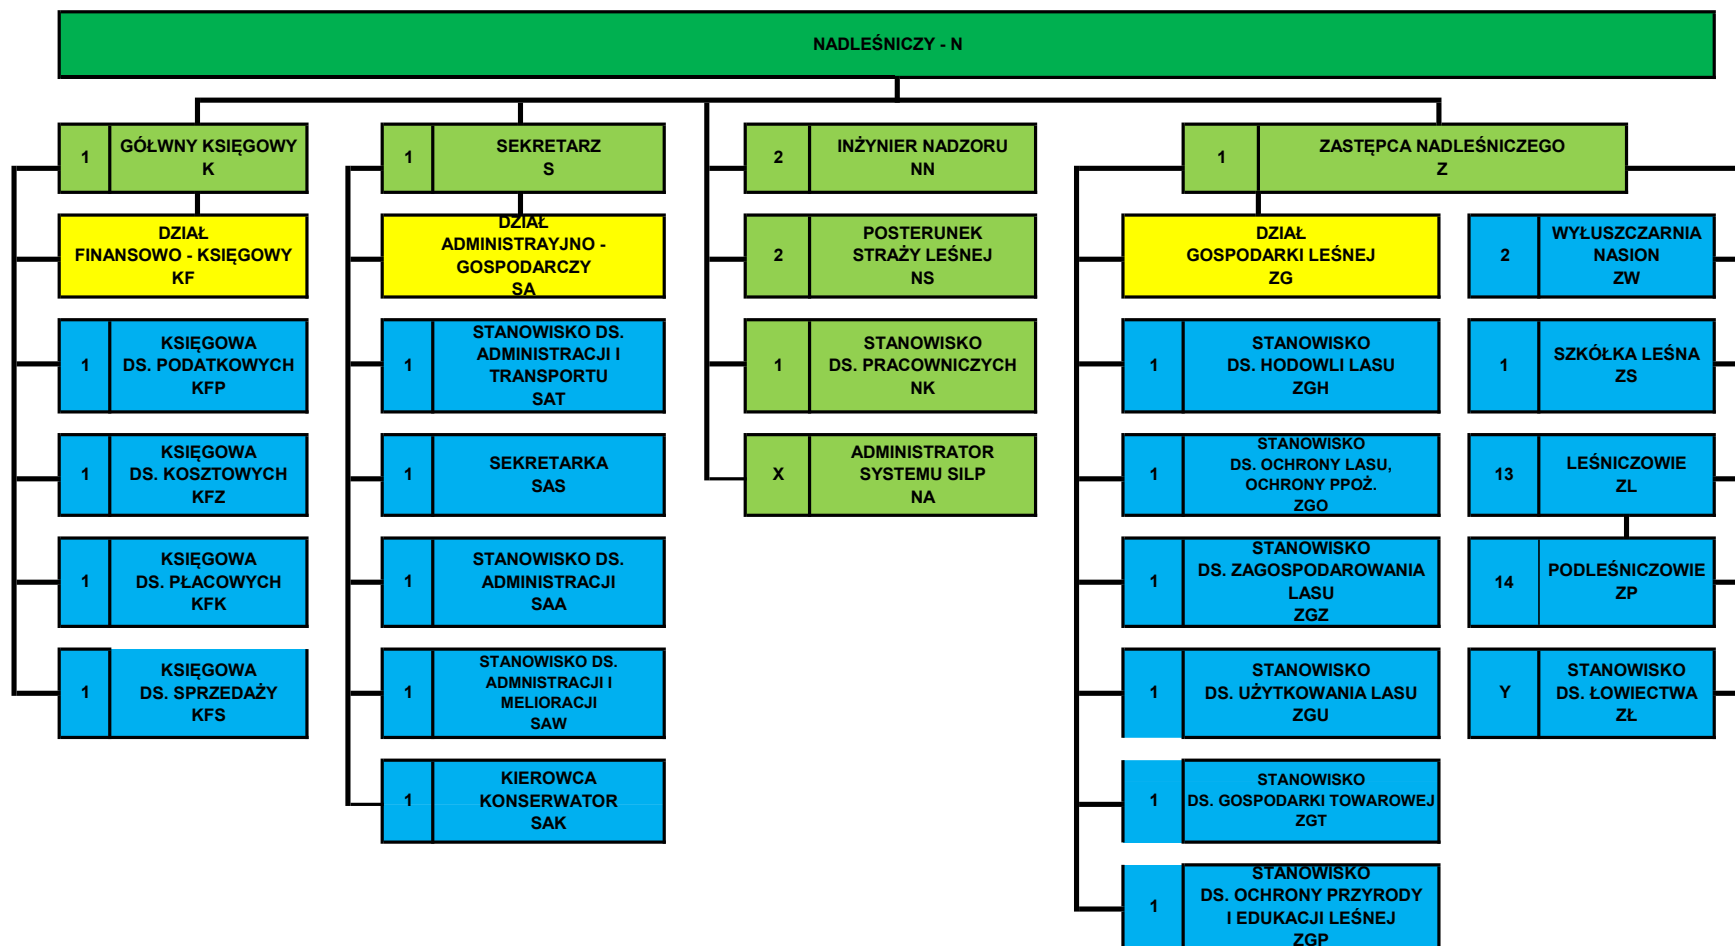 NADLEŚNICZY - N
1
GÓŁWNY KSIĘGOWY
K
DZIAŁ
FINANSOWO - KSIĘGOWY
KF
1
KSIĘGOWA
DS. PODATKOWYCH
KFP
1
KSIĘGOWA
DS. KOSZTOWYCH
KFZ
1
KSIĘGOWA
DS. PŁACOWYCH
KFK
1
KSIĘGOWA
DS. SPRZEDAŻY
KFS
1
SEKRETARZ
S
DZIAŁ
ADMINISTRAYJNO -
GOSPODARCZY
SA
1
STANOWISKO DS.
ADMINISTRACJI I
TRANSPORTU
SAT
1
SEKRETARKA
SAS
1
STANOWISKO DS.
ADMINISTRACJI
SAA
1
STANOWISKO DS.
ADMNISTRACJI I
MELIORACJI
SAW
1
KIEROWCA
KONSERWATOR
SAK
2
INŻYNIER NADZORU
NN
2
POSTERUNEK
STRAŻY LEŚNEJ
NS
1
STANOWISKO
DS. PRACOWNICZYCH
NK
X
ADMINISTRATOR
SYSTEMU SILP
NA
1
ZASTĘPCA NADLEŚNICZEGO
Z
DZIAŁ
GOSPODARKI LEŚNEJ
ZG
1
STANOWISKO
DS. HODOWLI LASU
ZGH
1
STANOWISKO
DS. OCHRONY LASU,
OCHRONY PPOŻ.
ZGO
1
STANOWISKO
DS. ZAGOSPODAROWANIA
LASU
ZGZ
1
STANOWISKO
DS. UŻYTKOWANIA LASU
ZGU
1
STANOWISKO
DS. GOSPODARKI TOWAROWEJ
ZGT
1
STANOWISKO
DS. OCHRONY PRZYRODY
I EDUKACJI LEŚNEJ
ZGP
2
WYŁUSZCZARNIA
NASION
ZW
1
SZKÓŁKA LEŚNA
ZS
13
LEŚNICZOWIE
ZL
14
PODLEŚNICZOWIE
ZP
Y
STANOWISKO
DS. ŁOWIECTWA
ZŁ